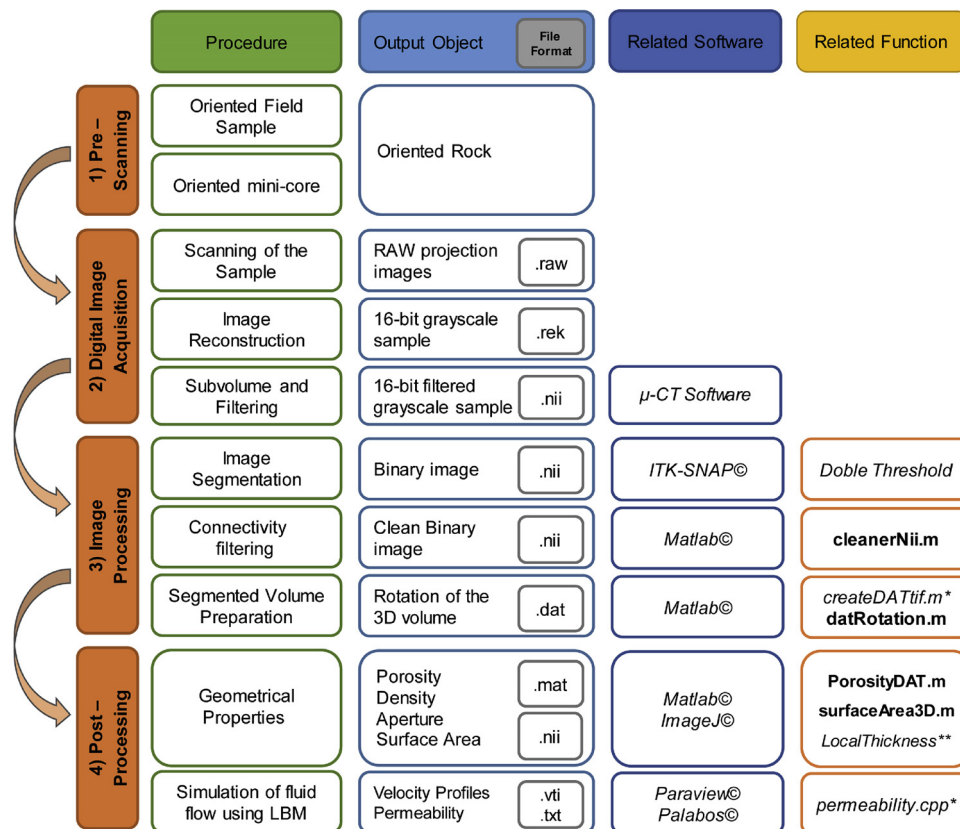 Procedure
Output Object
File
Format
Related Software
Related Function
1) Pre –
Scanning
Oriented Field
Sample
Oriented Rock
Oriented mini-core
2) Digital Image
Acquisition
Scanning of the
Sample
RAW projection
images
.raw
Image
Reconstruction
16-bit grayscale
sample
.rek
Subvolume and
Filtering
16-bit filtered
grayscale sample
.nii
µ-CT Software
3) Image
Processing
Image
Segmentation
Binary image
.nii
ITK-SNAP©
Doble Threshold
Connectivity
filtering
Clean Binary
image
.nii
Matlab©
cleanerNii.m
Segmented Volume
Preparation
Rotation of the
3D volume
.dat
Matlab©
createDATtif.m*
datRotation.m
4) Post –
Processing
Geometrical
Properties
Porosity
Density
Aperture
Surface Area
.mat
.nii
Matlab©
ImageJ©
PorosityDAT.m
surfaceArea3D.m
LocalThickness**
Simulation of fluid
flow using LBM
Velocity Profiles
Permeability
.vti
.txt
Paraview©
Palabos©
permeability.cpp*